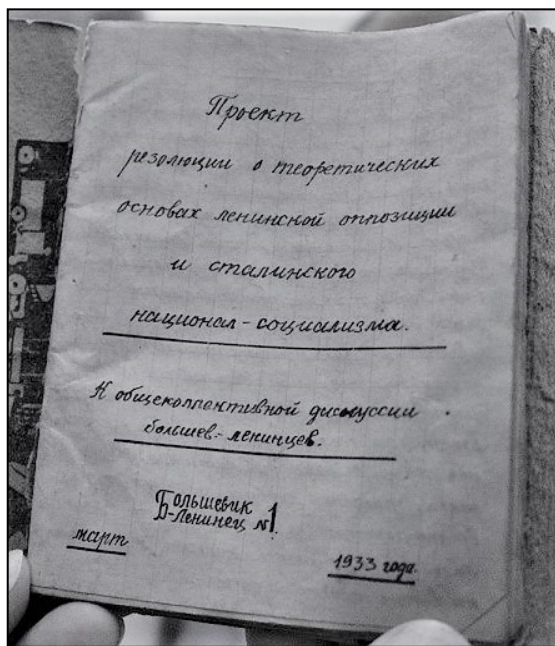 Проект
резолюции о теоретических
основах ленинской оппозиции
и сталинского
национал-социализма.
К общеколлективной дискуссии
большев.-ленинцев.
Большевик
-Ленинец №1.
март
1933 года.